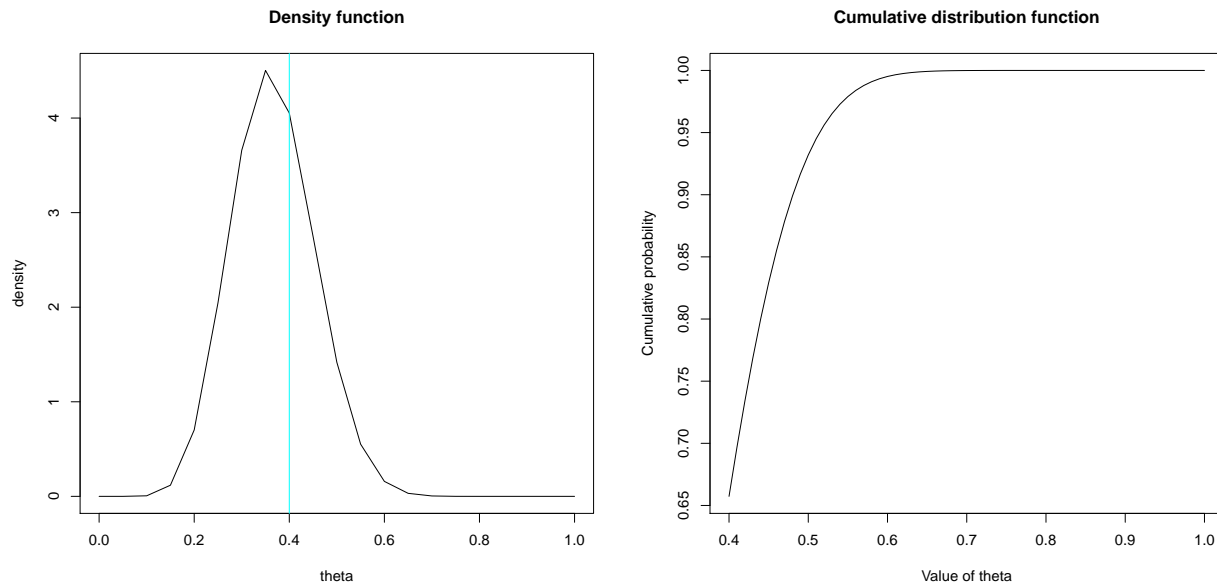 Density function
density
4
3
2
1
0
0.0 0.2 0.4 0.6 0.8 1.0
theta
Cumulative distribution function
Cumulative probability
1.00
0.95
0.90
0.85
0.80
0.75
0.70
0.65
0.4 0.5 0.6 0.7 0.8 0.9 1.0
Value of theta